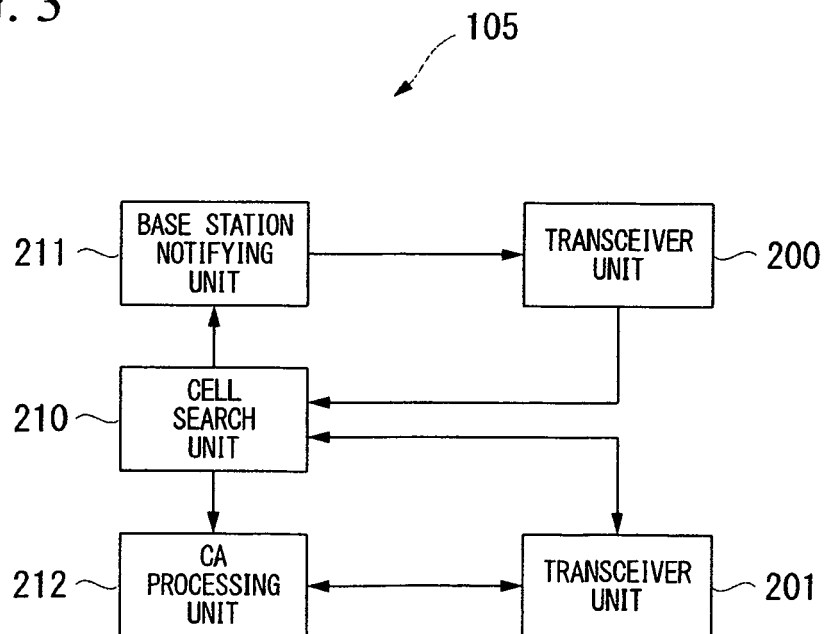 . 3
105
BASE STATION
NOTIFYING
UNIT
211
TRANSCEIVER
UNIT
200
CELL
SEARCH
UNIT
210
CA
PROCESSING
UNIT
212
TRANSCEIVER
UNIT
201